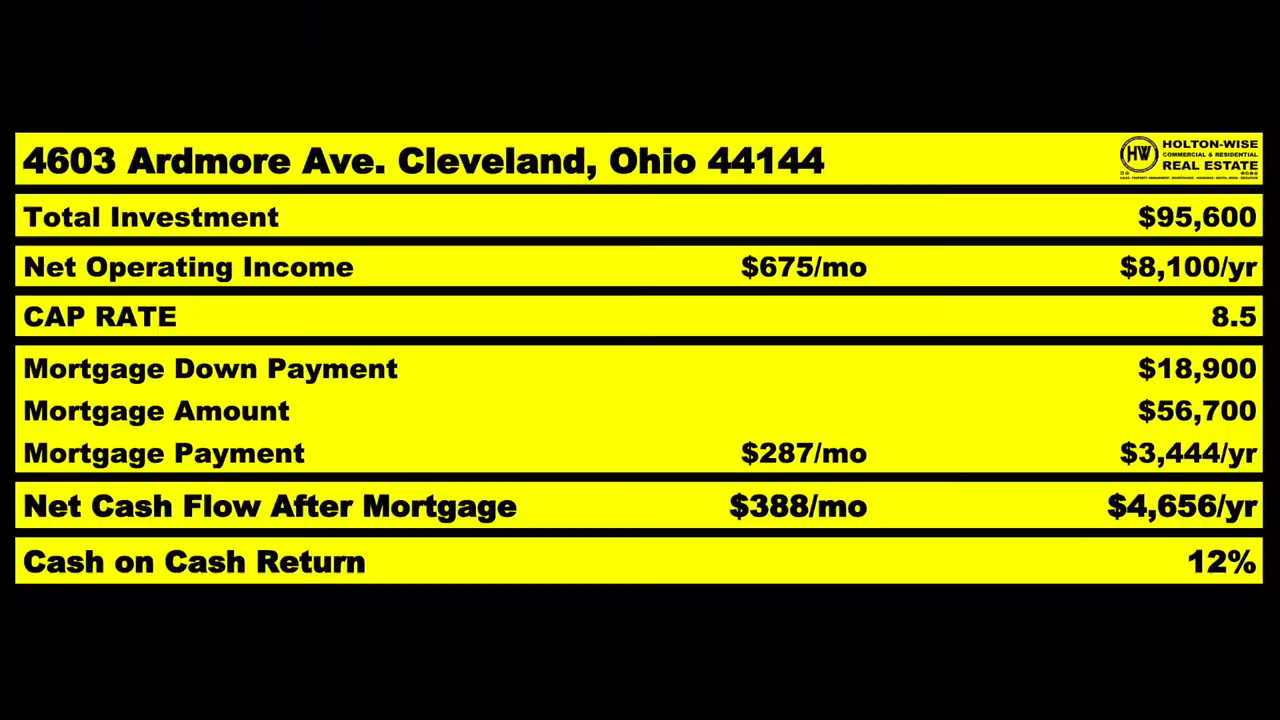 4603 Ardmore Ave. Cleveland, Ohio 44144
HW
HOLTON-WISE
COMMERCIAL & RESIDENTIAL
REAL ESTATE
Total Investment $95,600
Net Operating Income $675/mo $8,100/yr
CAP RATE 8.5
Mortgage Down Payment $18,900
Mortgage Amount $56,700
Mortgage Payment $287/mo $3,444/yr
Net Cash Flow After Mortgage $388/mo $4,656/yr
Cash on Cash Return 12%